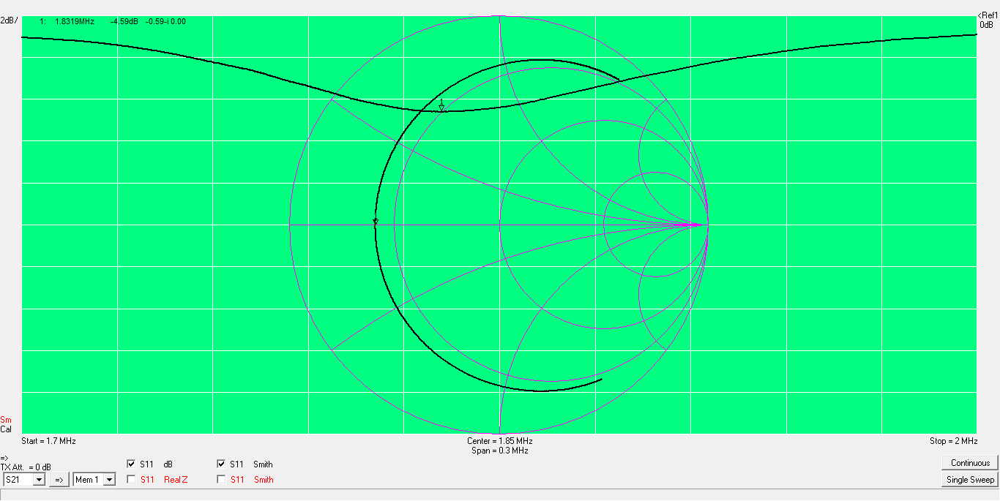 2dB/ 1: 1.8319MHz -4.59dB -0.59-i 0.00 <Ref1
0dB
1
Sm
Cal
Start = 1.7 MHz Center = 1.85 MHz Stop = 2 MHz
Span = 0.3 MHz
=>
TX Att. = 0 dB S11 dB S11 Smith Continuous
S21 => Mem 1 S11 Real Z S11 Smith Single Sweep